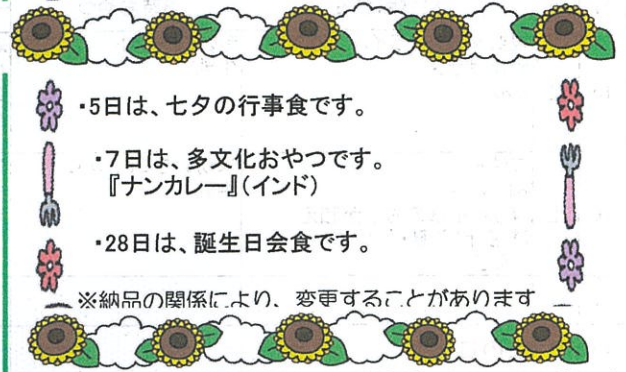 ・5日は、七夕の行事食です。
・7日は、多文化おやつです。
『ナンカレー』(インド)
・28日は、誕生日会食です。
※納品の関係により、変更することがあります